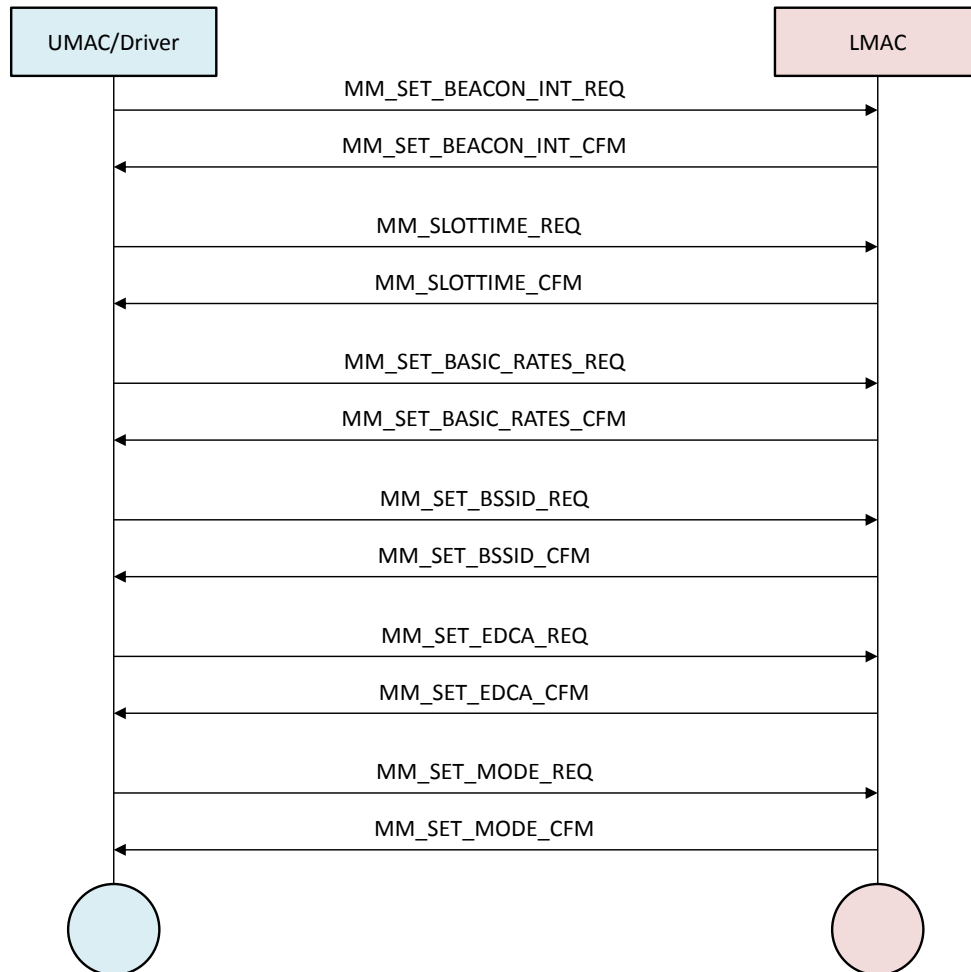 UMAC/Driver
LMAC
MM_SET_BEACON_INT_REQ
MM_SET_BEACON_INT_CFM
MM_SLOTTIME_REQ
MM_SLOTTIME_CFM
MM_SET_BASIC_RATES_REQ
MM_SET_BASIC_RATES_CFM
MM_SET_BSSID_REQ
MM_SET_BSSID_CFM
MM_SET_EDCA_REQ
MM_SET_EDCA_CFM
MM_SET_MODE_REQ
MM_SET_MODE_CFM